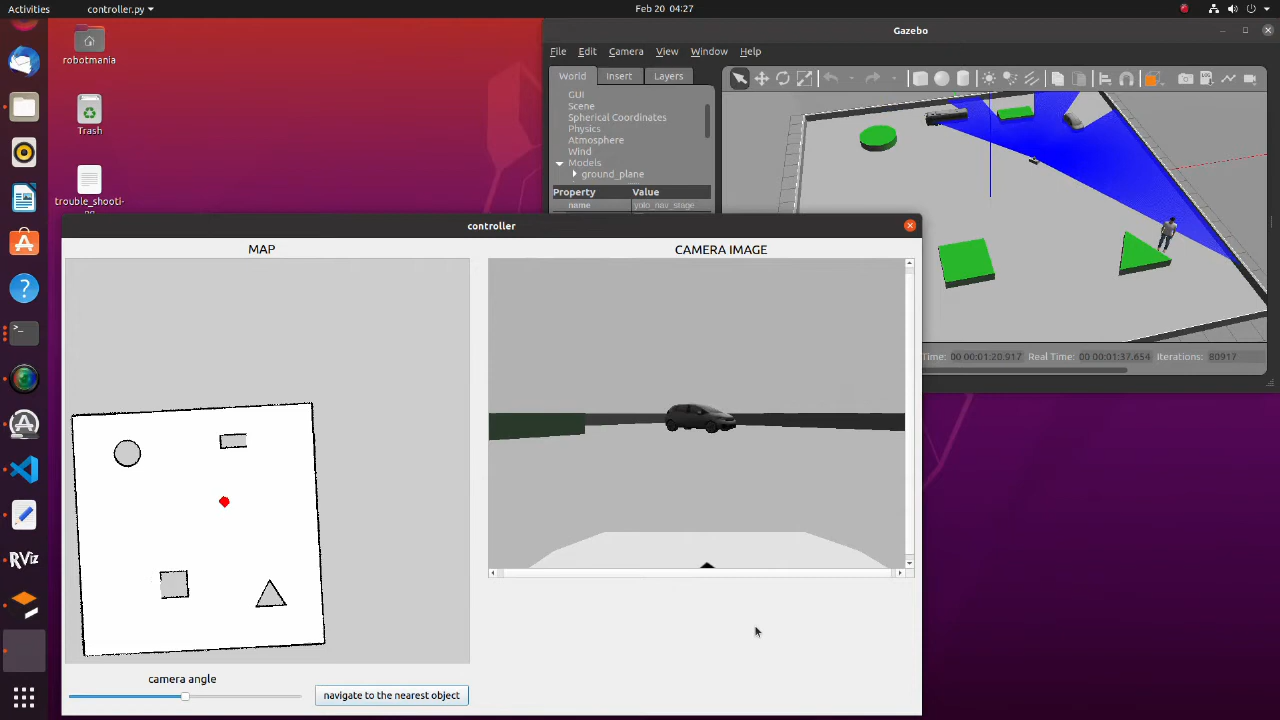 Activities
controller.py
Feb 20 04:27
robotmania
Trash
trouble_shooti-
Gazebo
File Edit Camera View Window Help
World Insert Layers
GUI
Scene
Spherical Coordinates
Physics
Atmosphere
Wind
Models
ground_plane
Property Value
name yolo_nav_stage
Time: 00 00:01:20.917 Real Time: 00 00:01:37.654 Iterations: 80917
controller
MAP
CAMERA IMAGE
camera angle
navigate to the nearest object
RViz